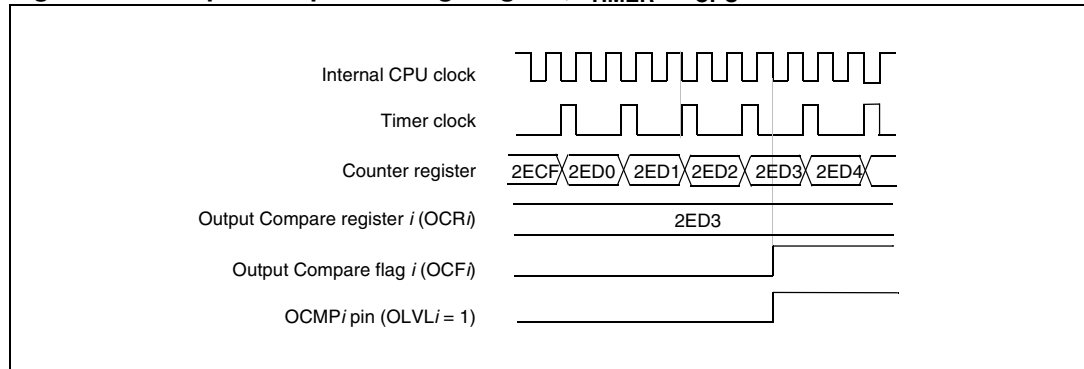 Internal CPU clock
Timer clock
Counter register
2ECF 2ED0 2ED1 2ED2 2ED3 2ED4
Output Compare register i (OCRi)
2ED3
Output Compare flag i (OCFi)
OCMPi pin (OLVLi = 1)